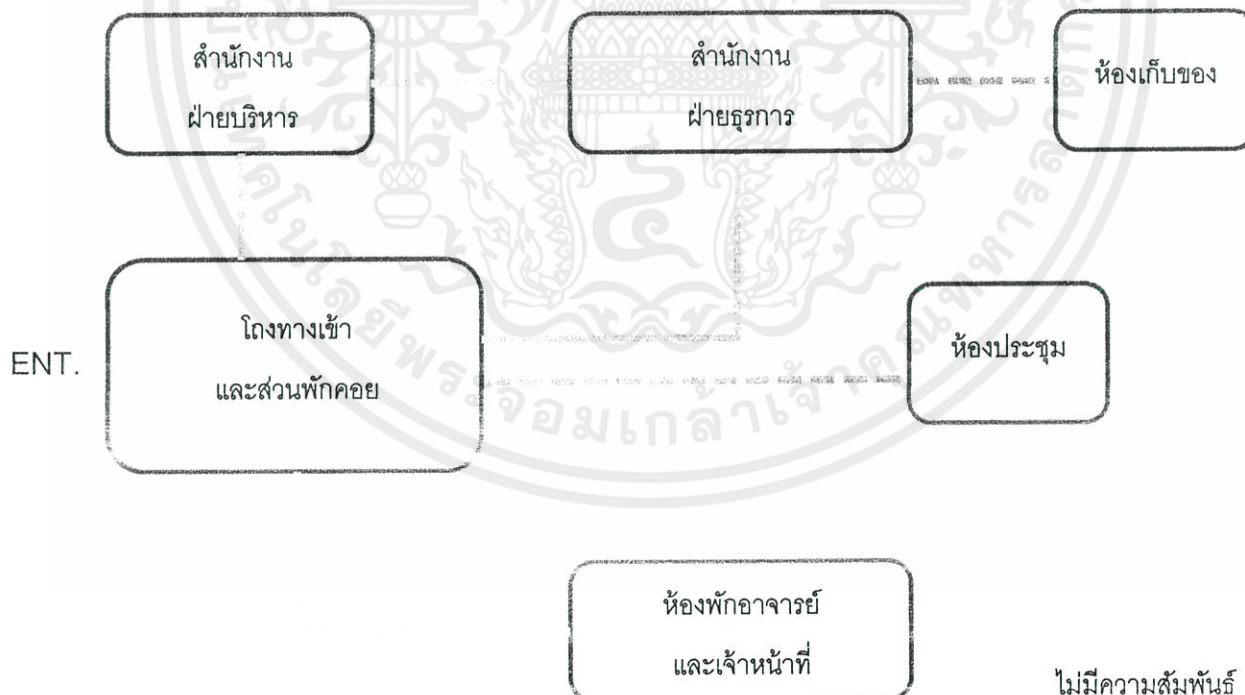 สำนักงาน
ฝ่ายบริหาร
สำนักงาน
ฝ่ายธุรการ
ห้องเก็บของ
ENT.
โถงทางเข้า
และส่วนพักคอย
ห้องประชุม
ห้องพักอาจารย์
และเจ้าหน้าที่
ไม่มีความสัมพันธ์